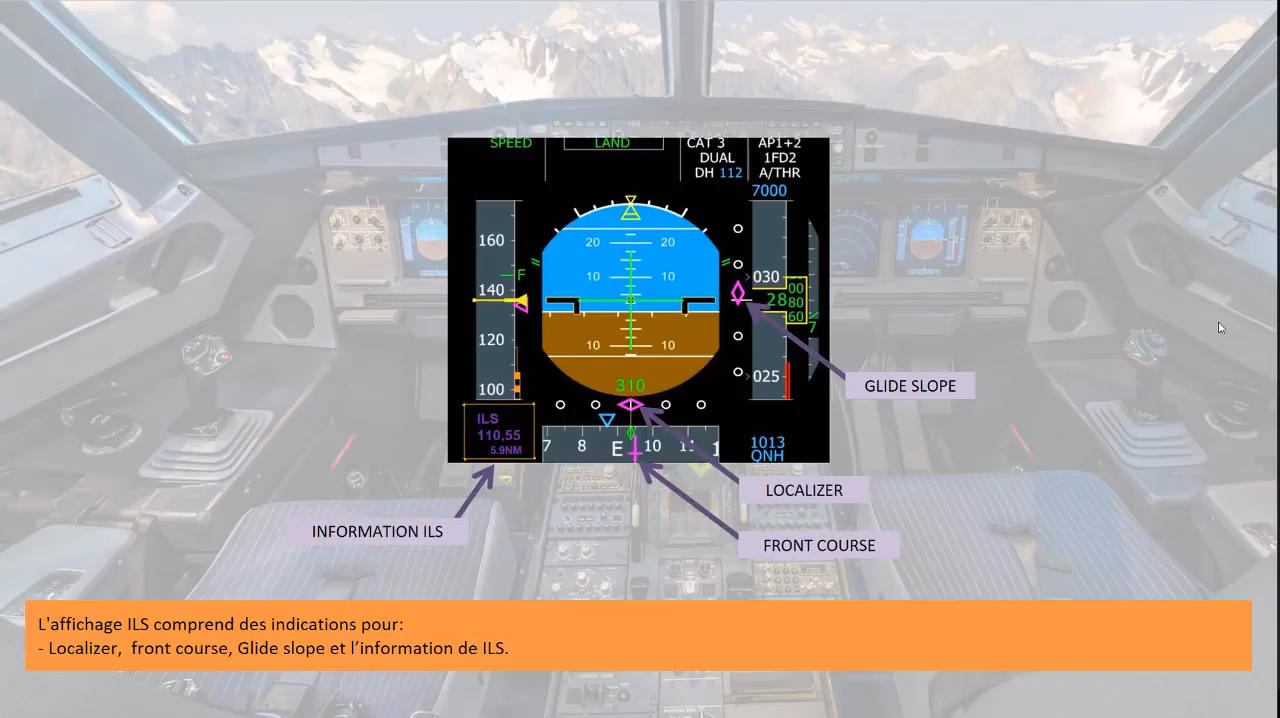 SPEED
LAND
CAT 3
DUAL
DH 112
AP1+2
1FD2
A/THR
7000
160
140
120
100
F
20 20
10 10
10 10
310
030
28
00
80
60
025
7
ILS
110,55
5.9NM
7 8 E 10 11 1
1013
QNH
GLIDE SLOPE
LOCALIZER
FRONT COURSE
INFORMATION ILS
L'affichage ILS comprend des indications pour:
- Localizer, front course, Glide slope et l’information de ILS.